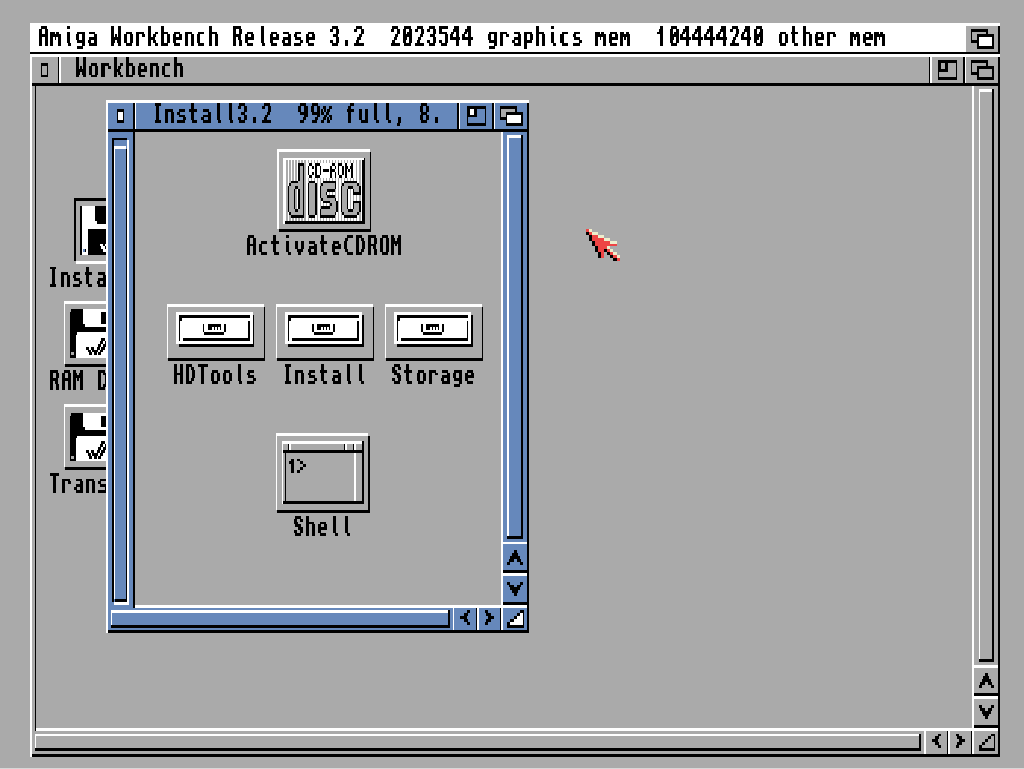 Amiga Workbench Release 3.2  2023544 graphics mem  104444240 other mem
Workbench
Install3.2  99% full, 8.
CD-ROM
disc
ActivateCDROM
Insta
HDTools Install Storage
RAM D
1>
Trans
Shell